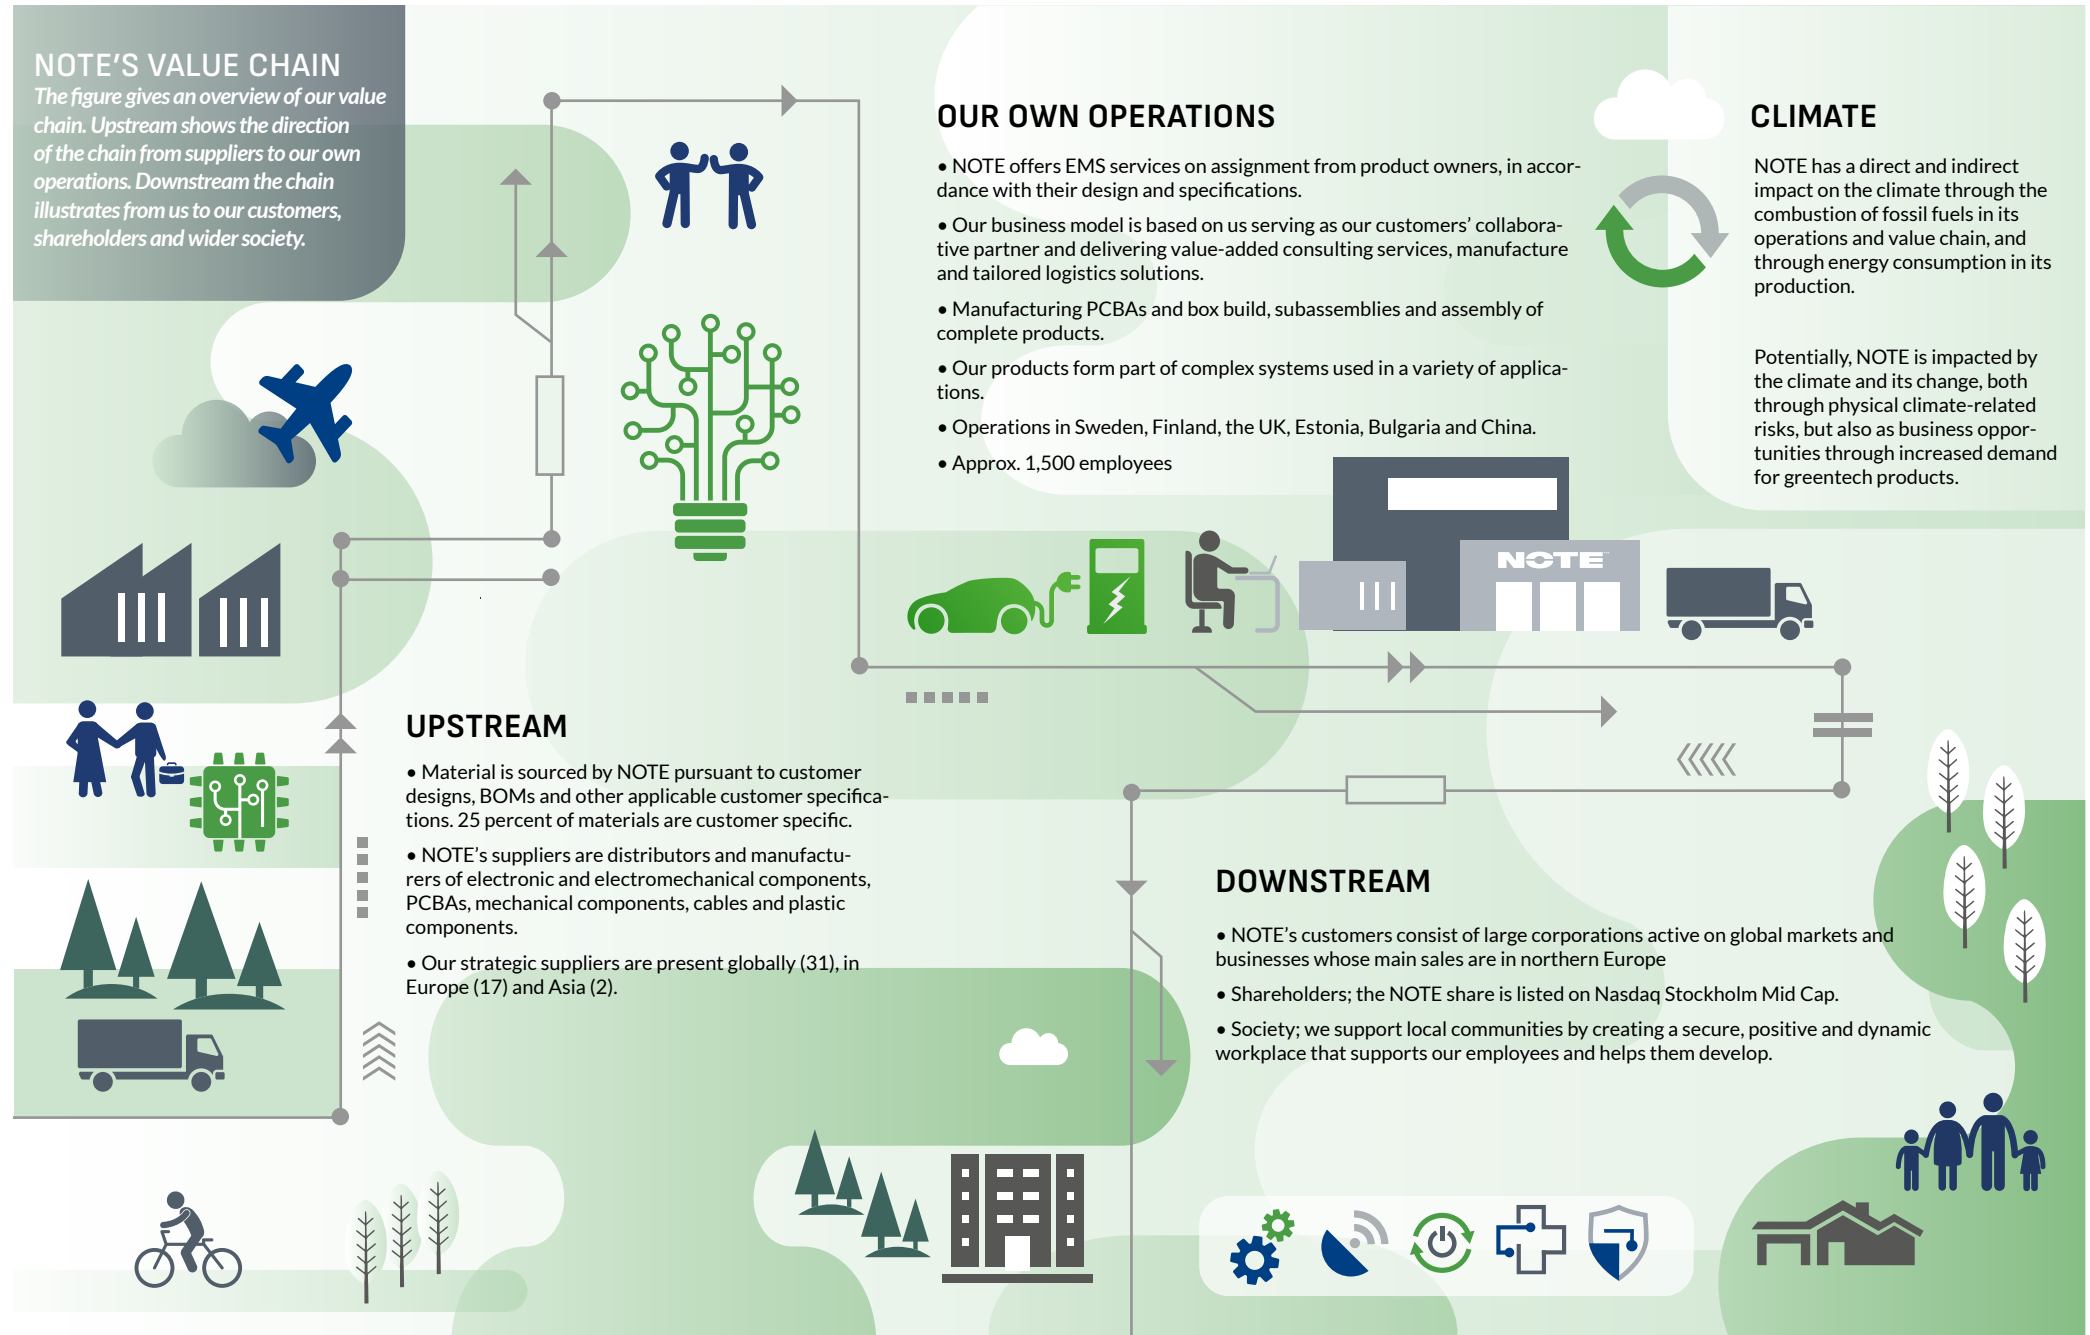 NOTE’S VALUE CHAIN
The figure gives an overview of our value
chain. Upstream shows the direction
of the chain from suppliers to our own
operations. Downstream the chain
illustrates from us to our customers,
shareholders and wider society.
OUR OWN OPERATIONS
• NOTE offers EMS services on assignment from product owners, in accor-
dance with their design and specifications.
• Our business model is based on us serving as our customers’ collabora-
tive partner and delivering value-added consulting services, manufacture
and tailored logistics solutions.
• Manufacturing PCBAs and box build, subassemblies and assembly of
complete products.
• Our products form part of complex systems used in a variety of applica-
tions.
• Operations in Sweden, Finland, the UK, Estonia, Bulgaria and China.
• Approx. 1,500 employees
CLIMATE
NOTE has a direct and indirect
impact on the climate through the
combustion of fossil fuels in its
operations and value chain, and
through energy consumption in its
production.
Potentially, NOTE is impacted by
the climate and its change, both
through physical climate-related
risks, but also as business oppor-
tunities through increased demand
for greentech products.
NOTE
UPSTREAM
• Material is sourced by NOTE pursuant to customer
designs, BOMs and other applicable customer specifica-
tions. 25 percent of materials are customer specific.
• NOTE’s suppliers are distributors and manufactu-
rers of electronic and electromechanical components,
PCBAs, mechanical components, cables and plastic
components.
• Our strategic suppliers are present globally (31), in
Europe (17) and Asia (2).
DOWNSTREAM
• NOTE’s customers consist of large corporations active on global markets and
businesses whose main sales are in northern Europe
• Shareholders; the NOTE share is listed on Nasdaq Stockholm Mid Cap.
• Society; we support local communities by creating a secure, positive and dynamic
workplace that supports our employees and helps them develop.